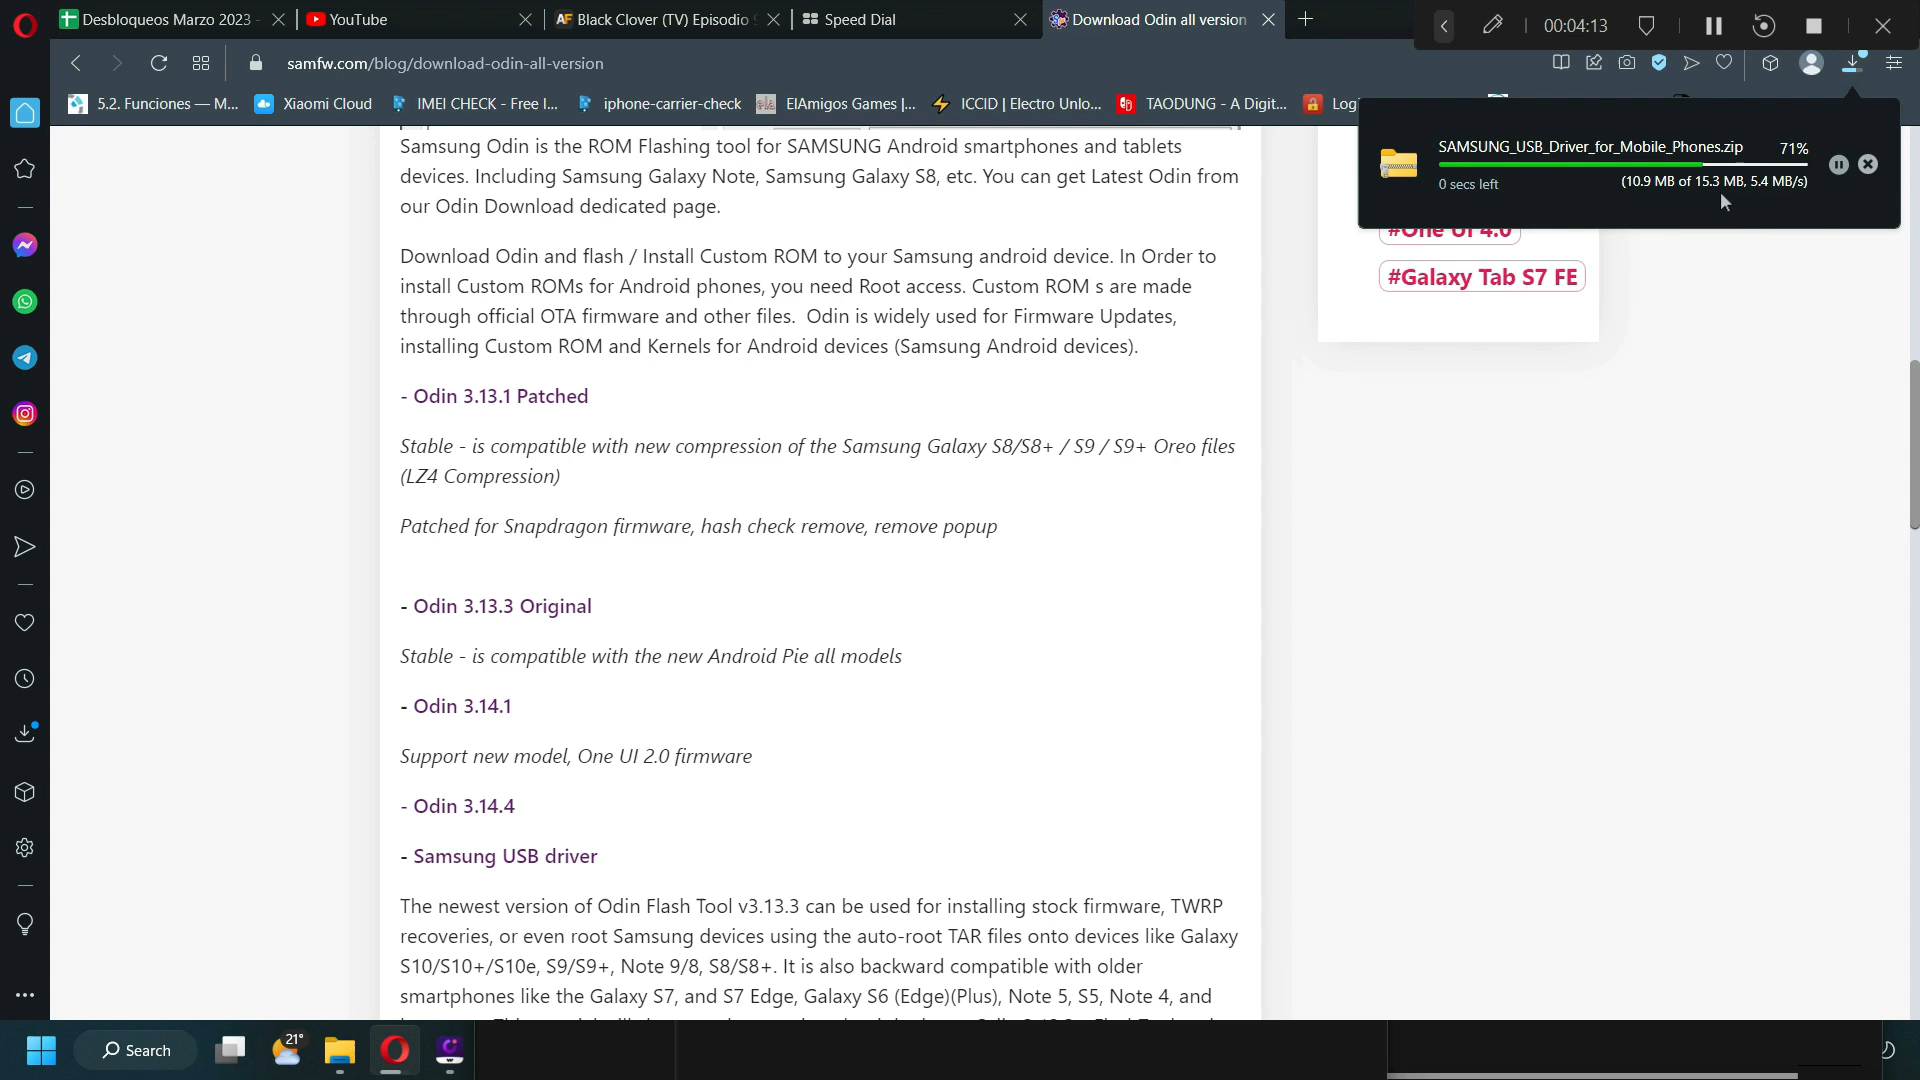 Desbloqueos Marzo 2023 -
YouTube
Black Clover (TV) Episodio
Speed Dial
Download Odin all version
00:04:13
samfw.com/blog/download-odin-all-version
5.2. Funciones — M...
Xiaomi Cloud
IMEI CHECK - Free I...
iphone-carrier-check
ElAmigos Games |...
ICCID | Electro Unlo...
TAODUNG - A Digit...
SAMSUNG_USB_Driver_for_Mobile_Phones.zip
71%
0 secs left
(10.9 MB of 15.3 MB, 5.4 MB/s)
#One UI 4.0
#Galaxy Tab S7 FE
Samsung Odin is the ROM Flashing tool for SAMSUNG Android smartphones and tablets
devices. Including Samsung Galaxy Note, Samsung Galaxy S8, etc. You can get Latest Odin from
our Odin Download dedicated page.
Download Odin and flash / Install Custom ROM to your Samsung android device. In Order to
install Custom ROMs for Android phones, you need Root access. Custom ROM s are made
through official OTA firmware and other files.  Odin is widely used for Firmware Updates,
installing Custom ROM and Kernels for Android devices (Samsung Android devices).
- Odin 3.13.1 Patched
Stable - is compatible with new compression of the Samsung Galaxy S8/S8+ / S9 / S9+ Oreo files
(LZ4 Compression)
Patched for Snapdragon firmware, hash check remove, remove popup
- Odin 3.13.3 Original
Stable - is compatible with the new Android Pie all models
- Odin 3.14.1
Support new model, One UI 2.0 firmware
- Odin 3.14.4
- Samsung USB driver
The newest version of Odin Flash Tool v3.13.3 can be used for installing stock firmware, TWRP
recoveries, or even root Samsung devices using the auto-root TAR files onto devices like Galaxy
S10/S10+/S10e, S9/S9+, Note 9/8, S8/S8+. It is also backward compatible with older
smartphones like the Galaxy S7, and S7 Edge, Galaxy S6 (Edge)(Plus), Note 5, S5, Note 4, and
Search
21°